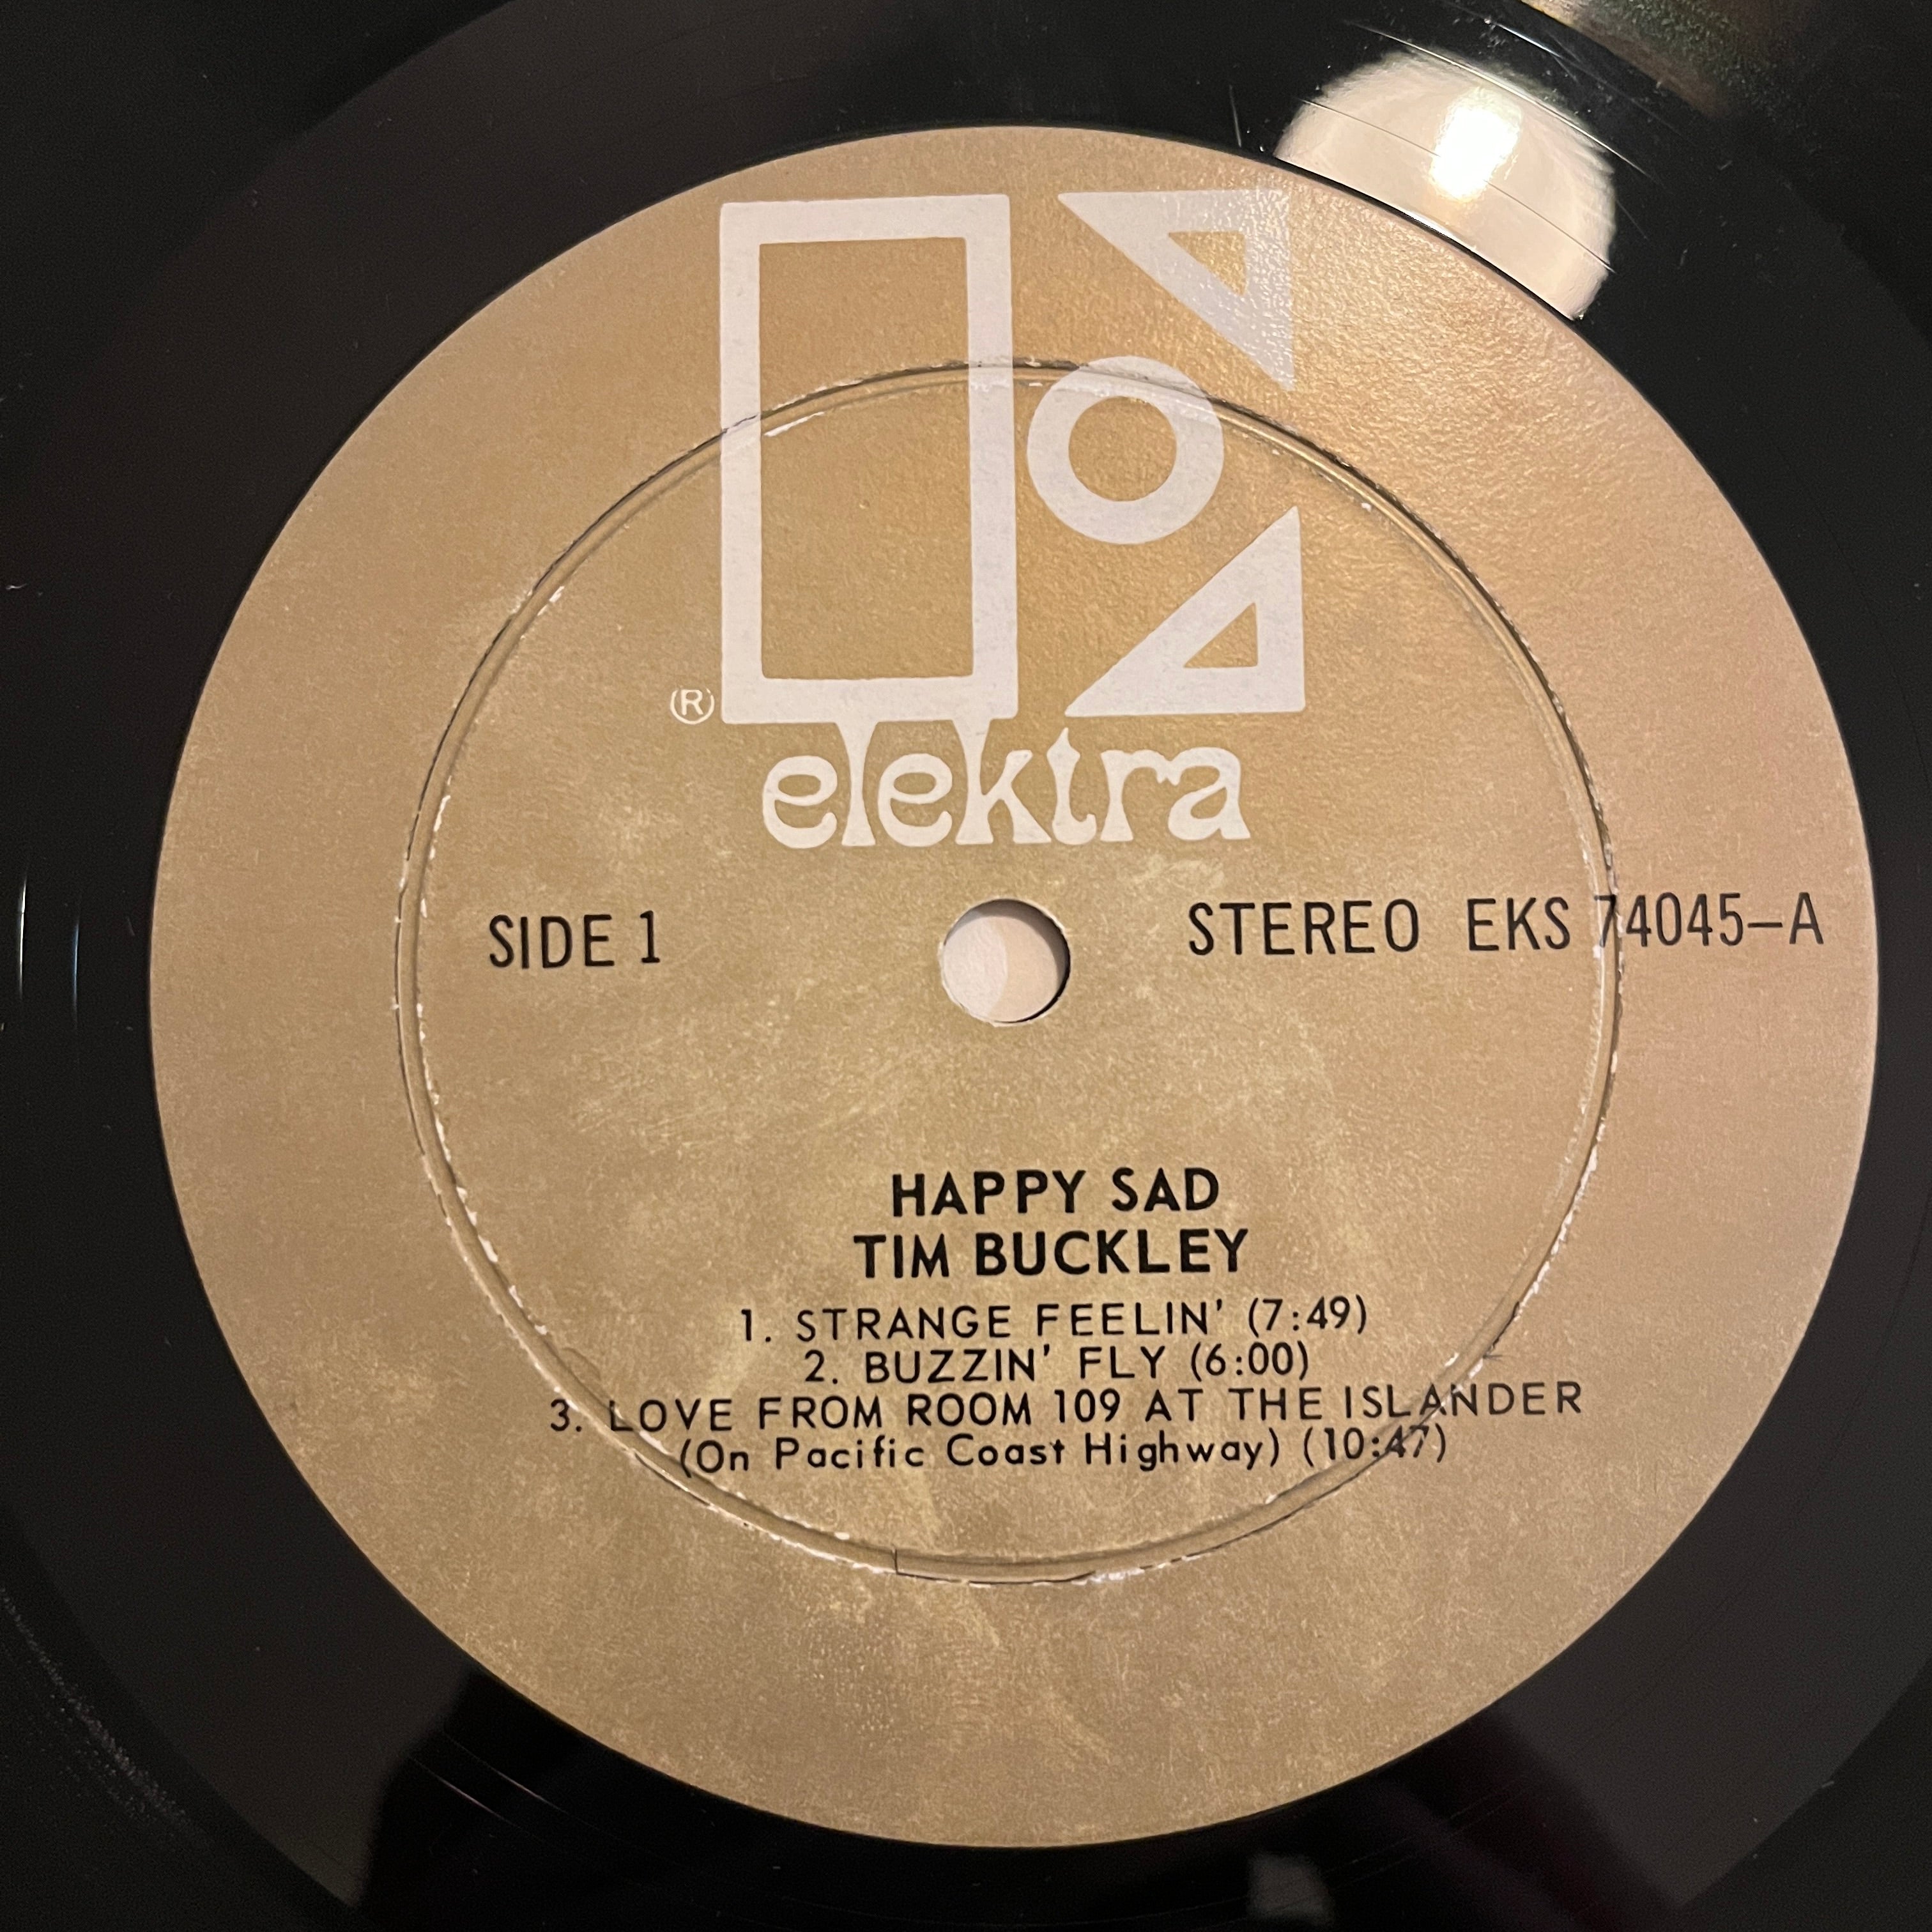 ®
elektra
SIDE 1
STEREO EKS 74045–A
HAPPY SAD
TIM BUCKLEY
1. STRANGE FEELIN' (7:49)
2. BUZZIN' FLY (6:00)
3. LOVE FROM ROOM 109 AT THE ISLANDER
(On Pacific Coast Highway) (10:47)